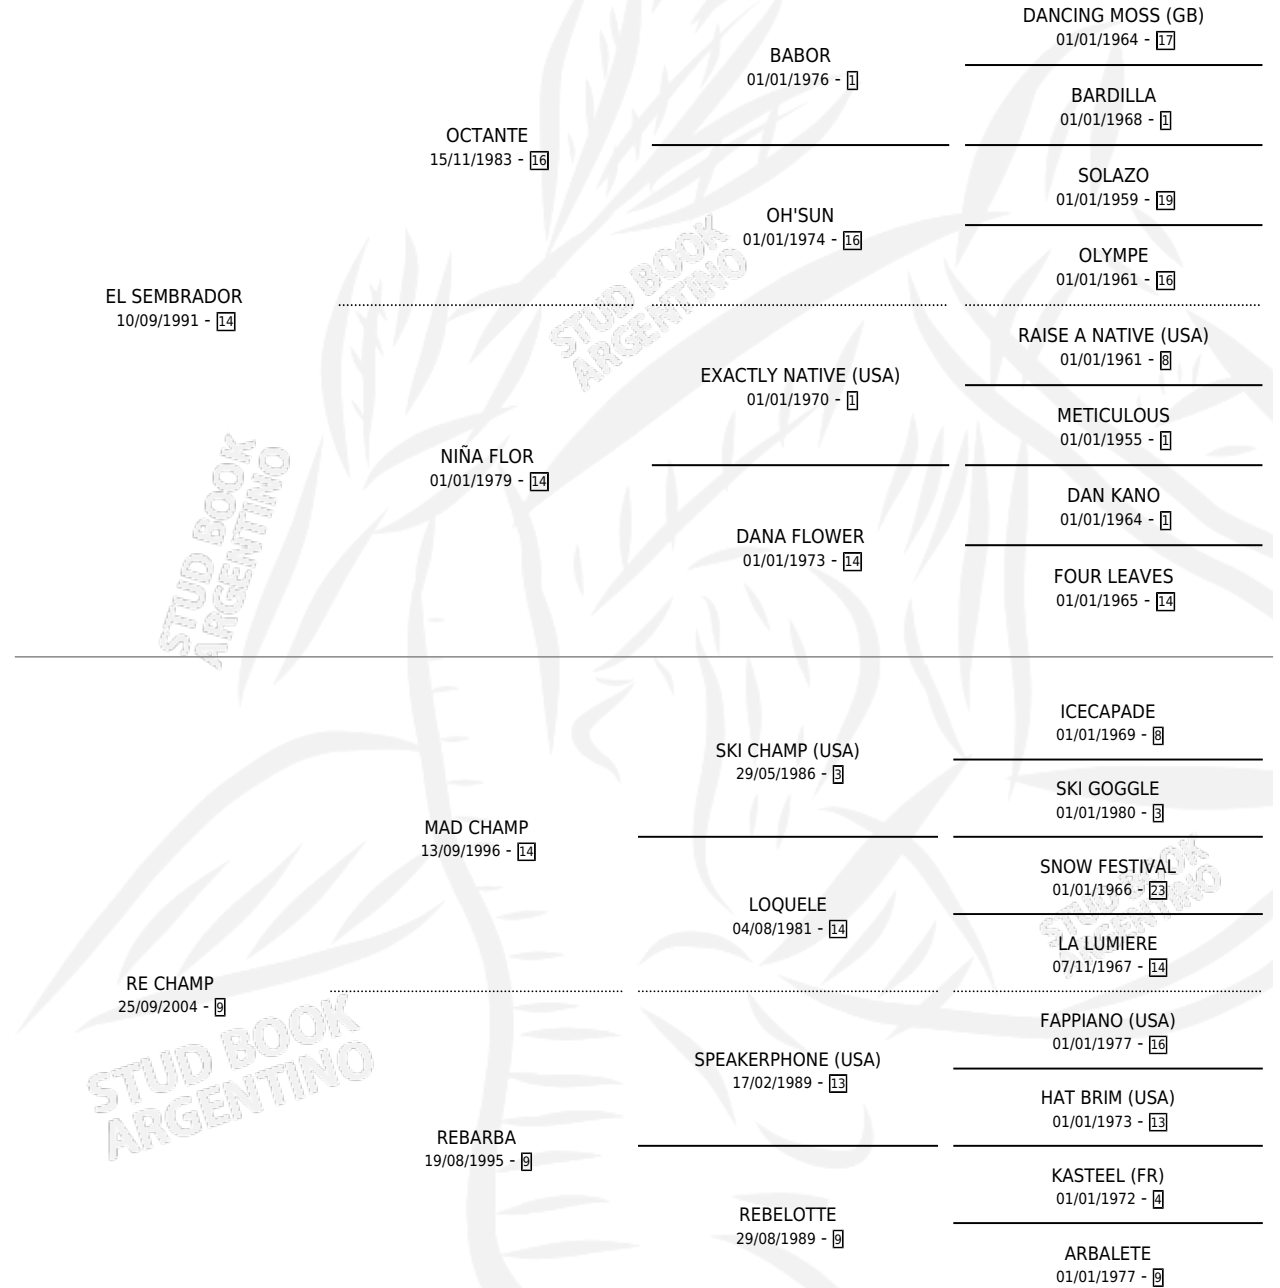 DANCING MOSS (GB)
01/01/1964 - 17
BABOR
01/01/1976 - 1
BARDILLA
01/01/1968 - 1
OCTANTE
15/11/1983 - 16
SOLAZO
01/01/1959 - 19
OH'SUN
01/01/1974 - 16
OLYMPE
01/01/1961 - 16
EL SEMBRADOR
10/09/1991 - 14
RAISE A NATIVE (USA)
01/01/1961 - 8
EXACTLY NATIVE (USA)
01/01/1970 - 1
METICULOUS
01/01/1955 - 1
NIÑA FLOR
01/01/1979 - 14
DAN KANO
01/01/1964 - 1
DANA FLOWER
01/01/1973 - 14
FOUR LEAVES
01/01/1965 - 14
ICECAPADE
01/01/1969 - 8
SKI CHAMP (USA)
29/05/1986 - 3
SKI GOGGLE
01/01/1980 - 3
MAD CHAMP
13/09/1996 - 14
SNOW FESTIVAL
01/01/1966 - 23
LOQUELE
04/08/1981 - 14
LA LUMIERE
07/11/1967 - 14
RE CHAMP
25/09/2004 - 9
FAPPIANO (USA)
01/01/1977 - 16
SPEAKERPHONE (USA)
17/02/1989 - 13
HAT BRIM (USA)
01/01/1973 - 13
REBARBA
19/08/1995 - 9
KASTEEL (FR)
01/01/1972 - 4
REBELOTTE
29/08/1989 - 9
ARBALETE
01/01/1977 - 9
STUD BOOK
ARGENTINO
STUD BOOK
ARGENTINO
STUD BOOK
ARGENTINO
STUD BOOK
ARGENTINO